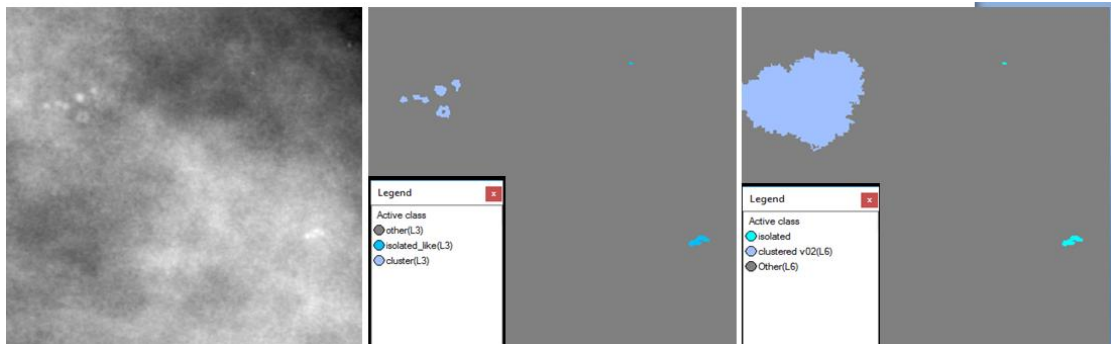 Legend
x
Active class
other(L3)
isolated_like(L3)
cluster(L3)
Legend
x
Active class
isolated
clustered v02(L6)
Other(L6)